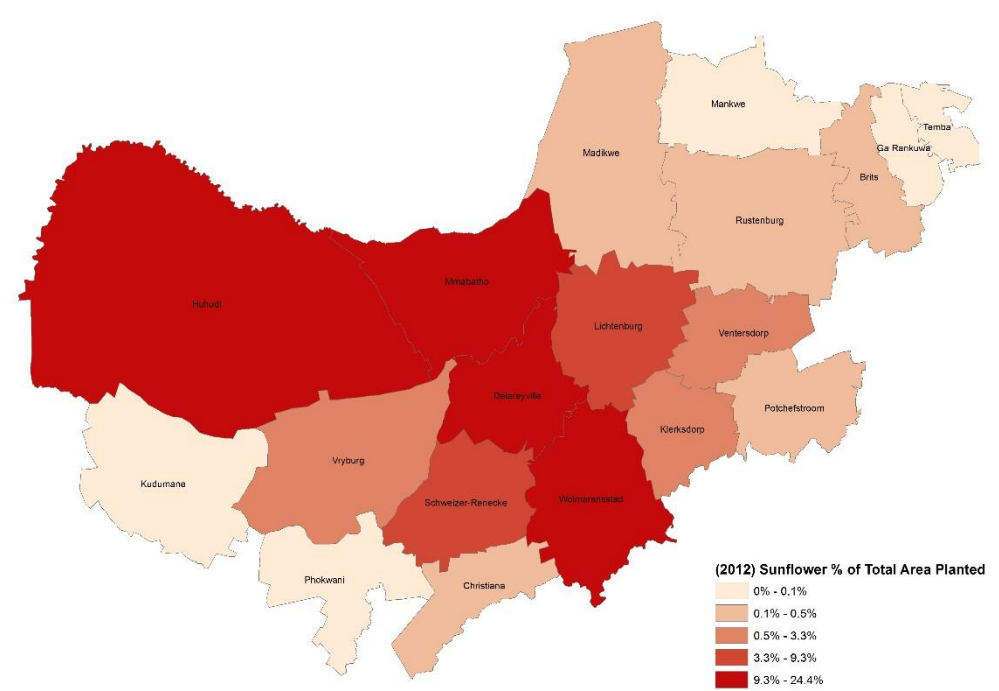 Mankwe
Temba
Madikwe
Ga Rankuwa
Brits
Rustenburg
Mmabatho
Huhudi
Lichtenburg
Ventersdorp
Delareyville
Potchefstroom
Klerksdorp
Vryburg
Kudumane
Schweizer-Renecke
Wolmaransstad
Phokwani
Christiana
(2012) Sunflower % of Total Area Planted
0% - 0.1%
0.1% - 0.5%
0.5% - 3.3%
3.3% - 9.3%
9.3% - 24.4%